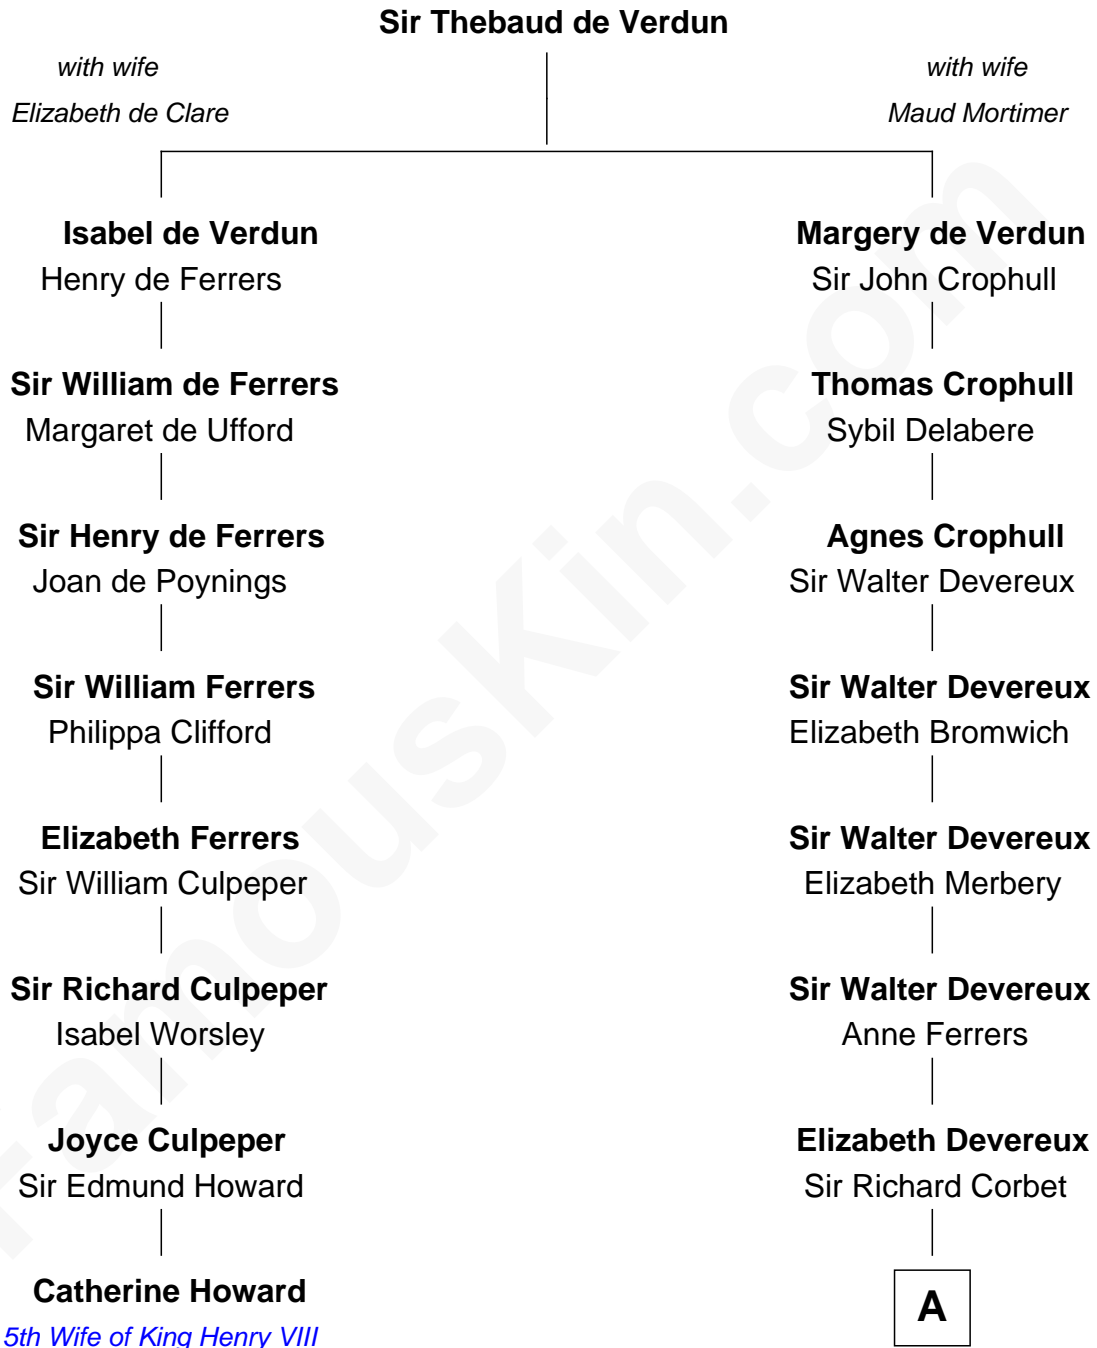 Sir Thebaud de Verdun
with wife
Elizabeth de Clare
with wife
Maud Mortimer
Isabel de Verdun
Henry de Ferrers
Margery de Verdun
Sir John Crophull
Sir William de Ferrers
Margaret de Ufford
Thomas Crophull
Sybil Delabere
Sir Henry de Ferrers
Joan de Poynings
Agnes Crophull
Sir Walter Devereux
Sir William Ferrers
Philippa Clifford
Sir Walter Devereux
Elizabeth Bromwich
Elizabeth Ferrers
Sir William Culpeper
Sir Walter Devereux
Elizabeth Merbery
Sir Richard Culpeper
Isabel Worsley
Sir Walter Devereux
Anne Ferrers
Joyce Culpeper
Sir Edmund Howard
Elizabeth Devereux
Sir Richard Corbet
Catherine Howard
5th Wife of King Henry VIII
A
FamousKin.com